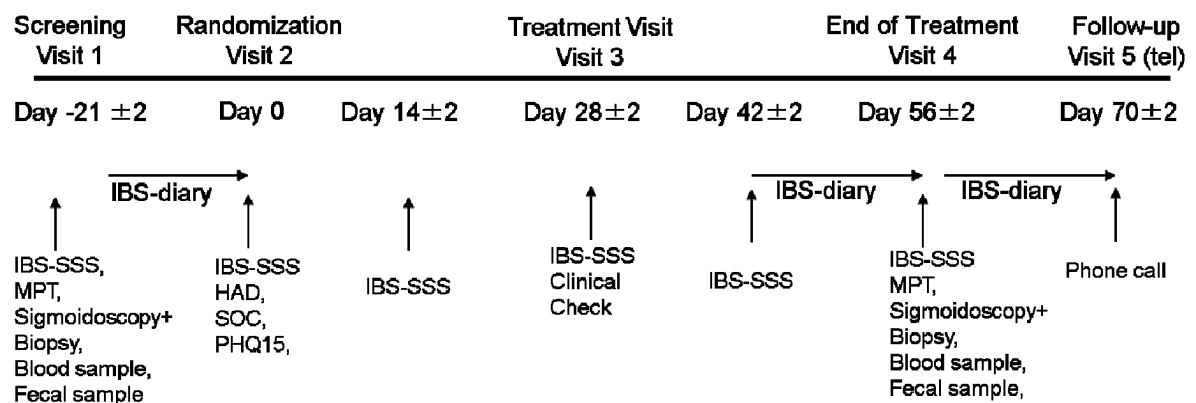 Screening
Visit 1
Randomization
Visit 2
Treatment Visit
Visit 3
End of Treatment
Visit 4
Follow-up
Visit 5 (tel)
Day -21 ±2
Day 0
Day 14±2
Day 28±2
Day 42±2
Day 56±2
Day 70±2
IBS-diary
IBS-diary
IBS-diary
IBS-SSS,
MPT,
Sigmoidoscopy+
Biopsy,
Blood sample,
Fecal sample
IBS-SSS
HAD,
SOC,
PHQ15,
IBS-SSS
IBS-SSS
Clinical
Check
IBS-SSS
IBS-SSS
MPT,
Sigmoidoscopy+
Biopsy,
Blood sample,
Fecal sample,
Phone call